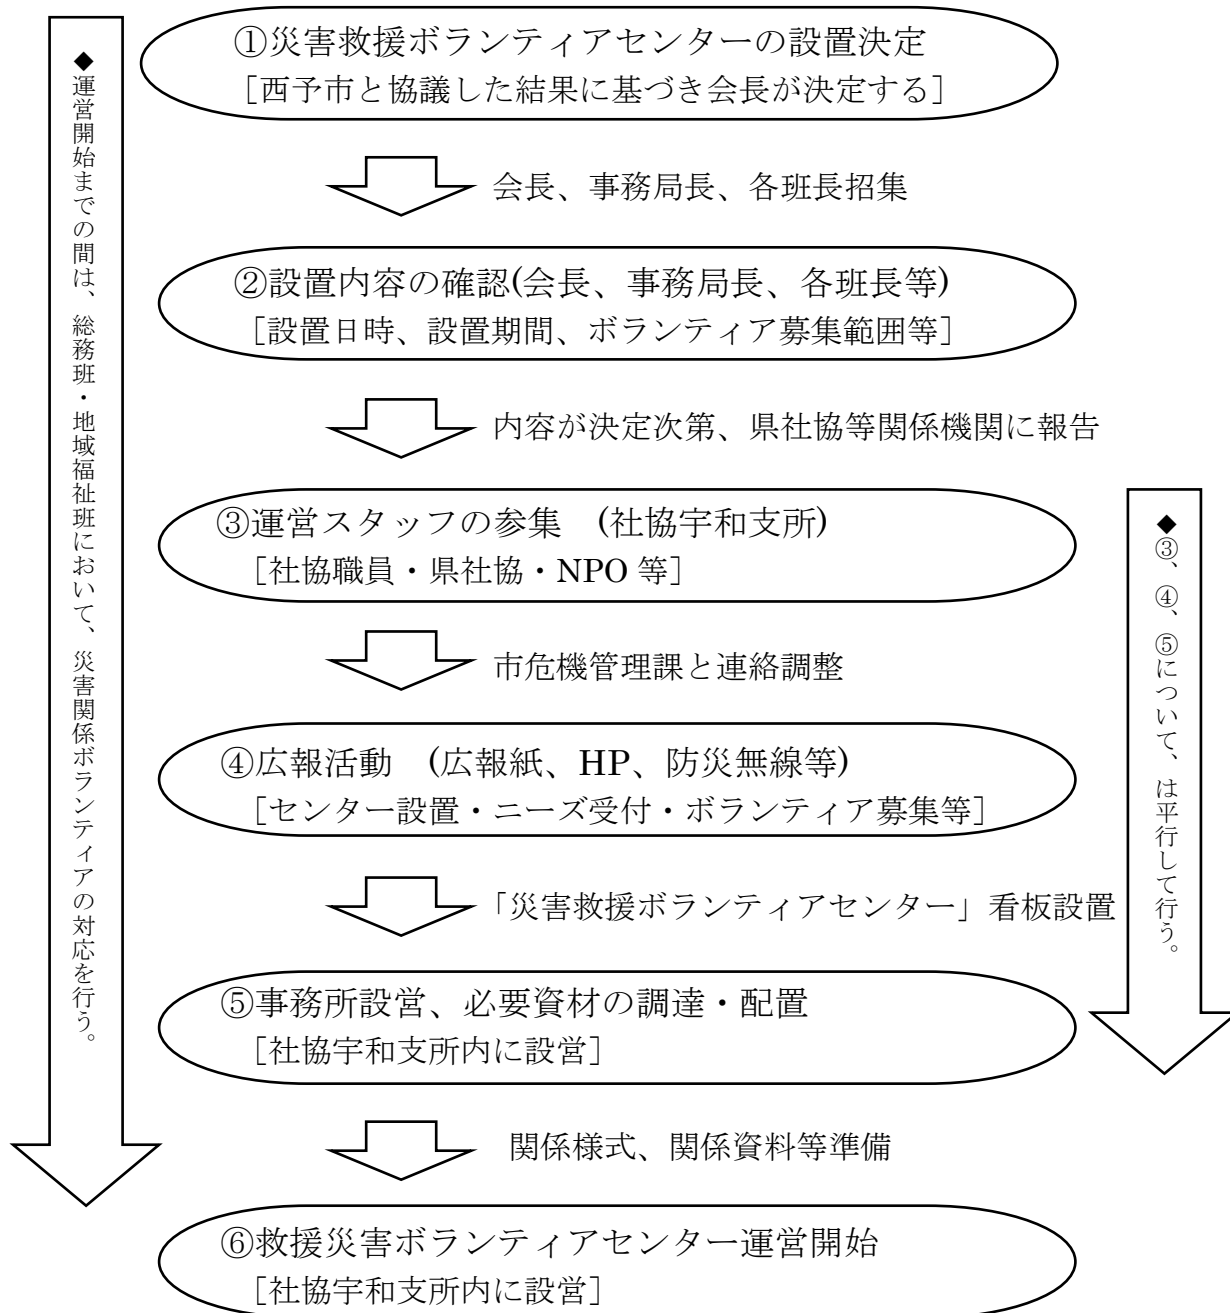 ①災害救援ボランティアセンターの設置決定
［西予市と協議した結果に基づき会長が決定する］
会長、事務局長、各班長招集
②設置内容の確認(会長、事務局長、各班長等)
［設置日時、設置期間、ボランティア募集範囲等］
内容が決定次第、県社協等関係機関に報告
③運営スタッフの参集　(社協宇和支所)
［社協職員・県社協・NPO 等］
市危機管理課と連絡調整
④広報活動　(広報紙、HP、防災無線等)
［センター設置・ニーズ受付・ボランティア募集等］
「災害救援ボランティアセンター」看板設置
⑤事務所設営、必要資材の調達・配置
［社協宇和支所内に設営］
関係様式、関係資料等準備
⑥救援災害ボランティアセンター運営開始
［社協宇和支所内に設営］
◆運営開始までの間は、総務班・地域福祉班において、災害関係ボランティアの対応を行う。
◆③、④、⑤について、は平行して行う。